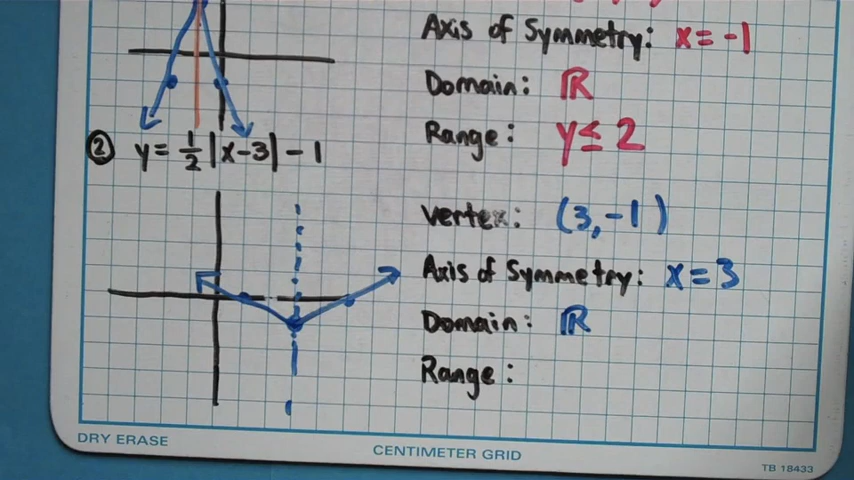 Axis of Symmetry: x = -1
Domain: ℝ
Range: y ≤ 2
② y = 1/2 |x-3| - 1
Vertex: (3, -1)
Axis of Symmetry: x = 3
Domain: ℝ
Range:
DRY ERASE
CENTIMETER GRID
TB 18433